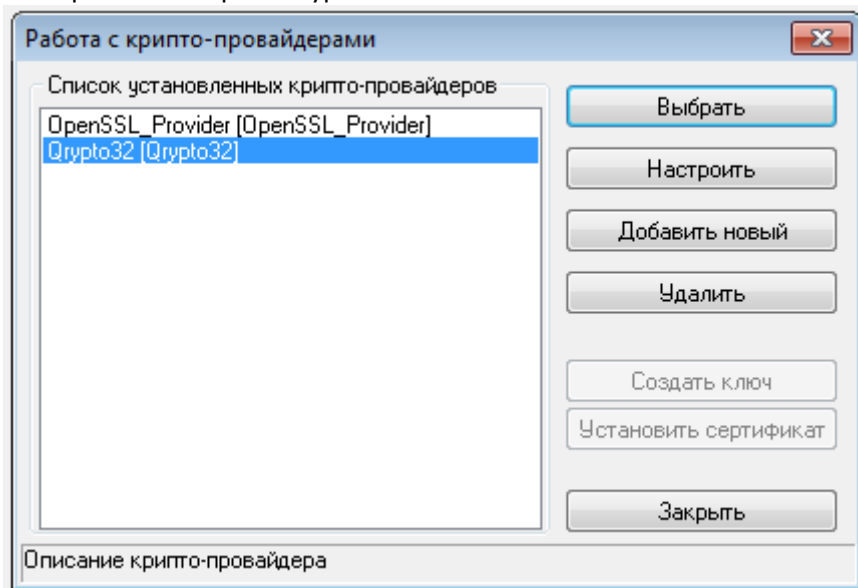 Работа с крипто-провайдерами
Список установленных крипто-провайдеров
OpenSSL_Provider [OpenSSL_Provider]
Qrypto32 [Qrypto32]
Выбрать
Настроить
Добавить новый
Удалить
Создать ключ
Установить сертификат
Закрыть
Описание крипто-провайдера